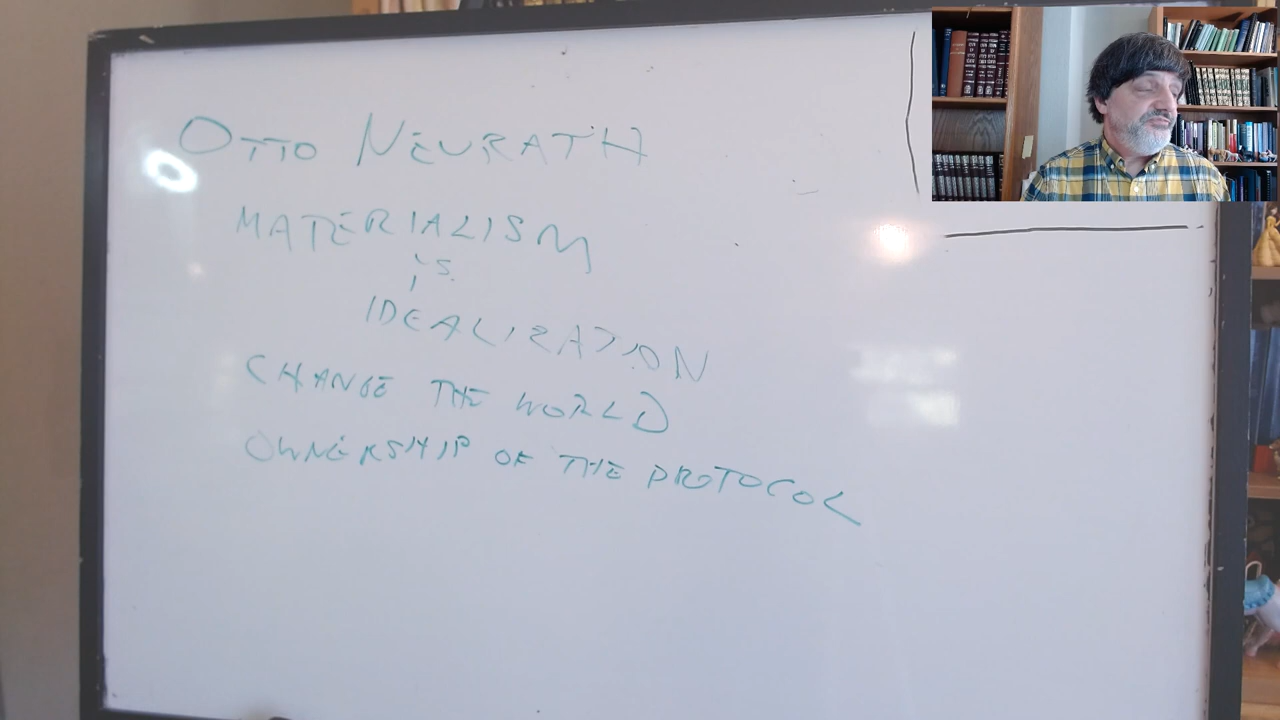 OTTO NEURATH
MATERIALISM
is
IDEALIZATION
CHANGE THE WORLD
OWNERSHIP OF THE PROTOCOL